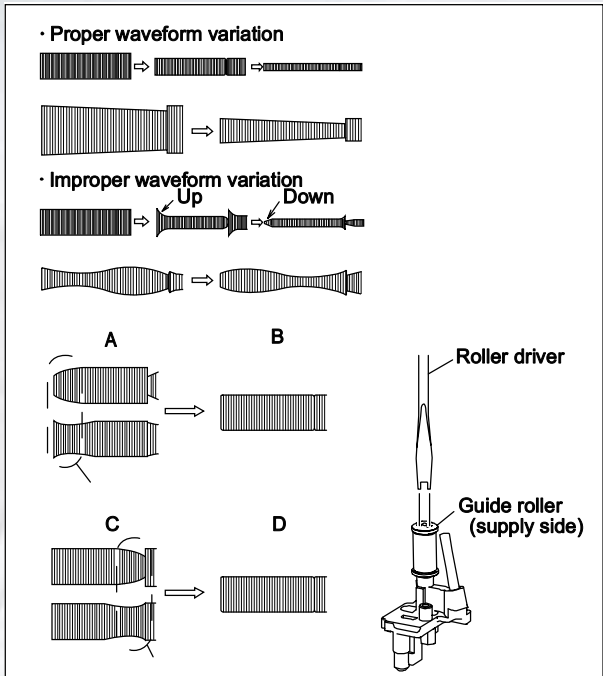 · Proper waveform variation
· Improper waveform variation
Up
Down
A
B
Roller driver
Guide roller
(supply side)
C
D